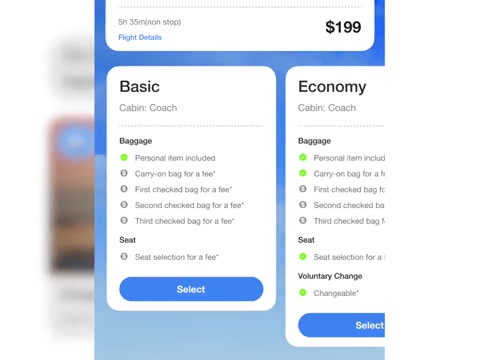 5h 35m(non stop)
$199
Flight Details
Basic
Cabin: Coach
Baggage
Personal item included
Carry-on bag for a fee*
First checked bag for a fee*
Second checked bag for a fee*
Third checked bag for a fee*
Seat
Seat selection for a fee*
Select
Economy
Cabin: Coach
Baggage
Personal item includ
Carry-on bag for a fe
First checked bag fo
Second checked ba
Third checked bag fo
Seat
Seat selection for a f
Voluntary Change
Changeable*
Select